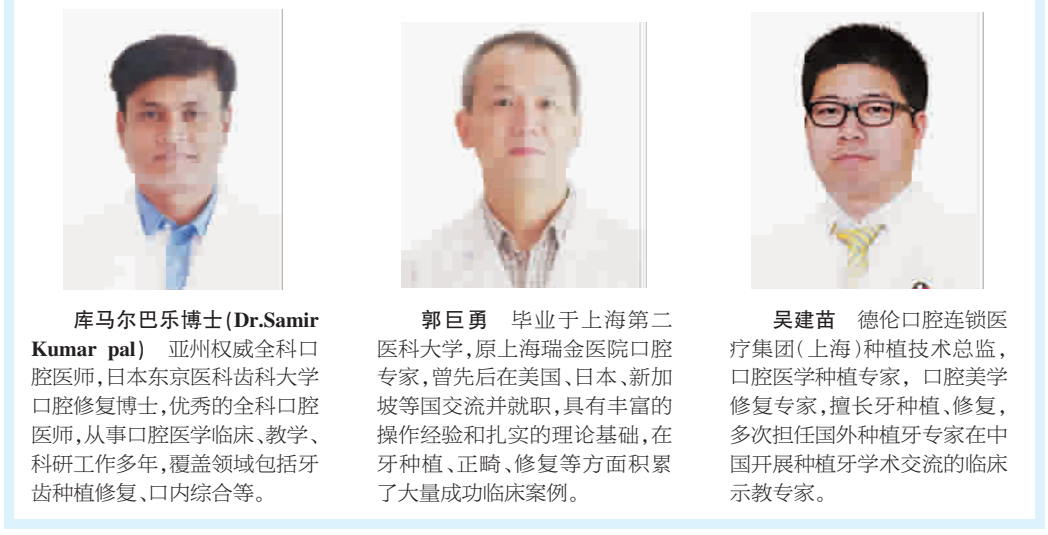 库马尔巴乐博士(Dr.Samir
Kumar pal) 亚州权威全科口
腔医师,日本东京医科齿科大学
口腔修复博士,优秀的全科口腔
医师,从事口腔医学临床、教学、
科研工作多年,覆盖领域包括牙
齿种植修复、口内综合等。
郭巨勇 毕业于上海第二
医科大学,原上海瑞金医院口腔
专家,曾先后在美国、日本、新加
坡等国交流并就职,具有丰富的
操作经验和扎实的理论基础,在
牙种植、正畸、修复等方面积累
了大量成功临床案例。
吴建苗 德伦口腔连锁医
疗集团(上海)种植技术总监,
口腔医学种植专家,口腔美学
修复专家,擅长牙种植、修复,
多次担任国外种植牙专家在中
国开展种植牙学术交流的临床
示教专家。